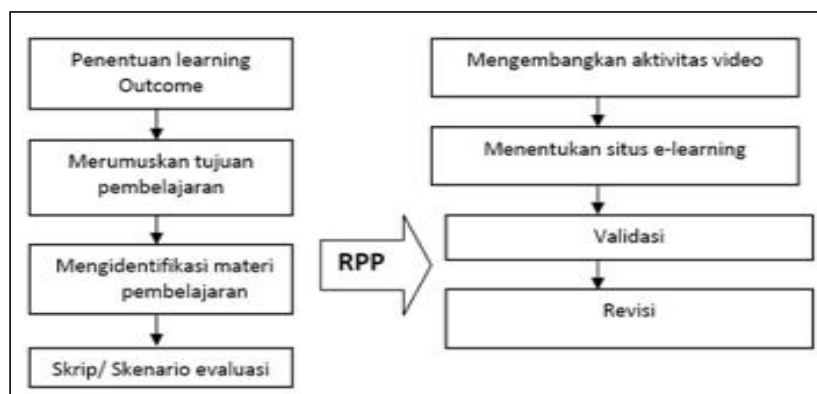 Penentuan learning
Outcome
Merumuskan tujuan
pembelajaran
Mengidentifikasi materi
pembelajaran
Skrip/ Skenario evaluasi
RPP
Mengembangkan aktivitas video
Menentukan situs e-learning
Validasi
Revisi